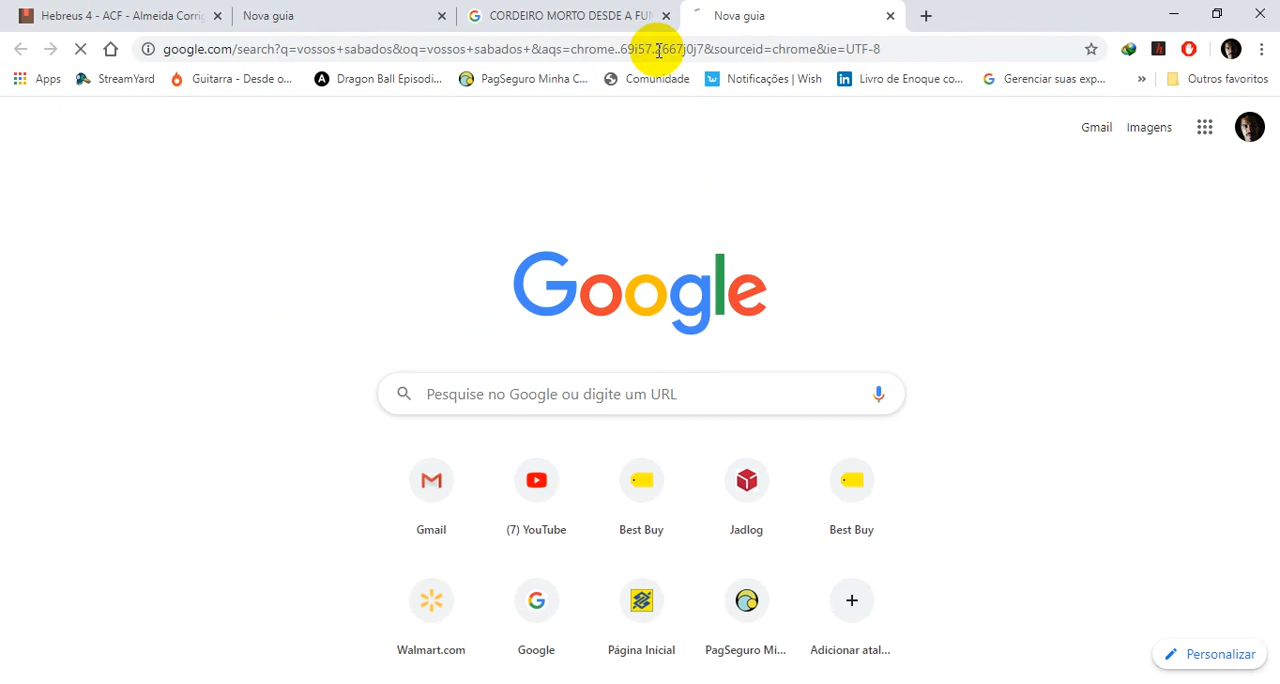 Hebreus 4 - ACF - Almeida Corrig
Nova guia
CORDEIRO MORTO DESDE A FUN
Nova guia
google.com/search?q=vossos+sabados&oq=vossos+sabados+&aqs=chrome..69i57.7667j0j7&sourceid=chrome&ie=UTF-8
Apps
StreamYard
Guitarra - Desde o...
Dragon Ball Episodi...
PagSeguro Minha C...
Comunidade
Notificações | Wish
Livro de Enoque co...
Gerenciar suas exp...
»
Outros favoritos
Gmail
Imagens
Google
Pesquise no Google ou digite um URL
Gmail
(7) YouTube
Best Buy
Jadlog
Best Buy
Walmart.com
Google
Página Inicial
PagSeguro Mi...
Adicionar atal...
Personalizar